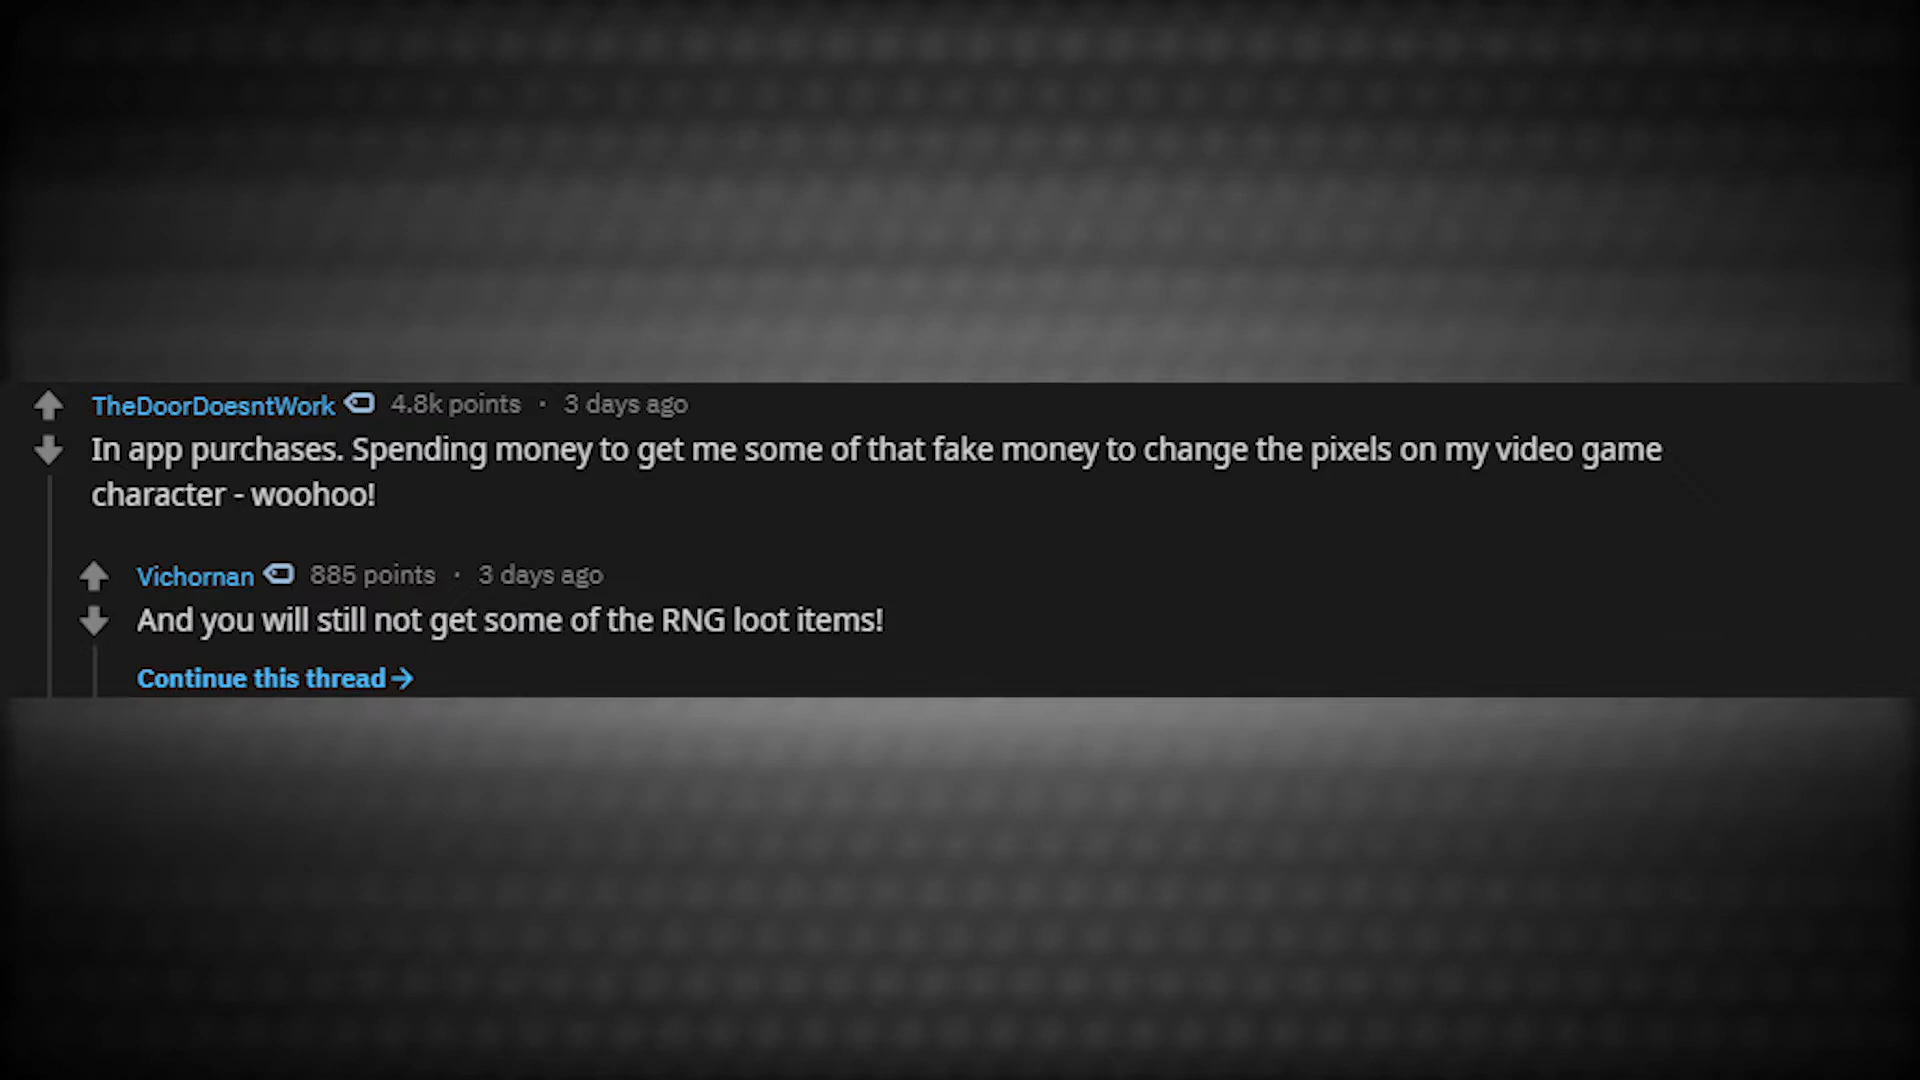 TheDoorDoesntWork 4.8k points · 3 days ago
In app purchases. Spending money to get me some of that fake money to change the pixels on my video game
character - woohoo!
Vichornan 885 points · 3 days ago
And you will still not get some of the RNG loot items!
Continue this thread →